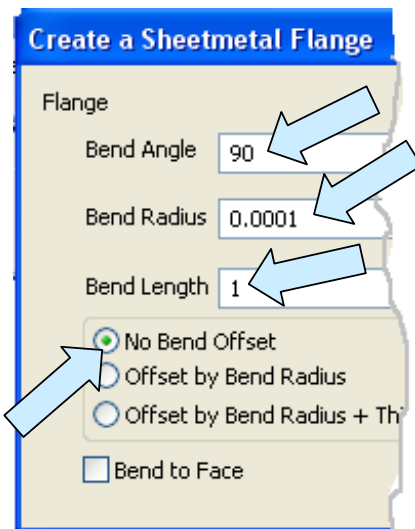 Create a Sheetmetal Flange
Flange
Bend Angle 90
Bend Radius 0.0001
Bend Length 1
No Bend Offset
Offset by Bend Radius
Offset by Bend Radius + Th
Bend to Face